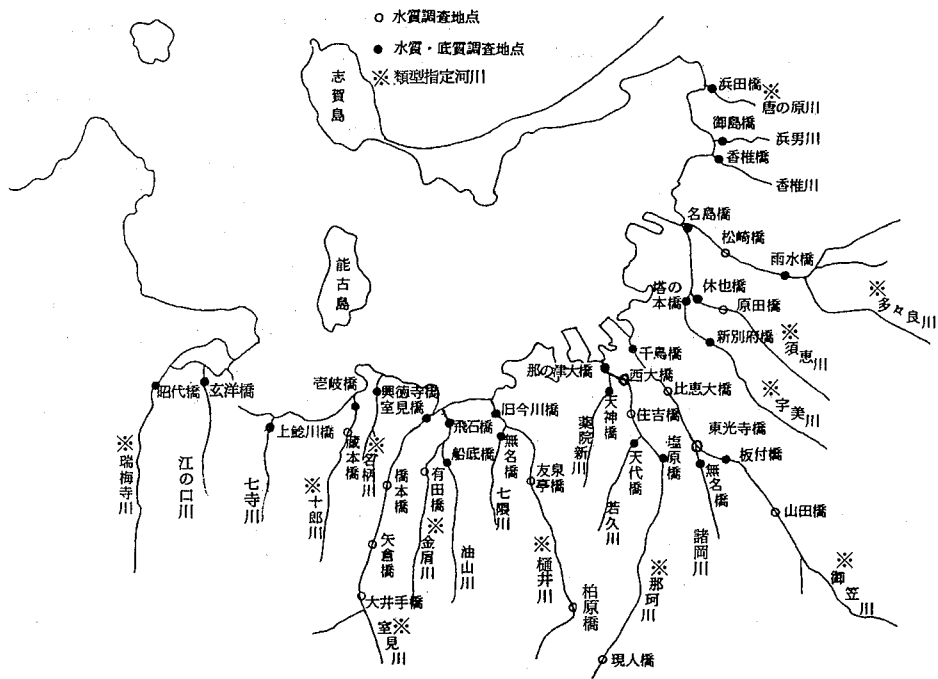 ○ 水質調査地点
● 水質・底質調査地点
※ 類型指定河川
志賀島
能古島
浜田橋
※唐の原川
御島橋
浜男川
香椎橋
香椎川
名島橋
松崎橋
雨水橋
※多々良川
塔の本橋
休也橋
原田橋
新別府橋
※須恵川
※宇美川
千鳥橋
那の津大橋
西大橋
比恵大橋
天神橋
住吉橋
薬院新川
東光寺橋
板付橋
塩原橋
天代橋
無名橋
若久川
諸岡川
山田橋
※御笠川
※那珂川
現人橋
昭代橋
玄洋橋
※瑞梅寺川
江の口川
上鯰川橋
七寺川
壱岐橋
興徳寺橋
室見橋
蔵本橋
※名柄川
※十郎川
橋本橋
矢倉橋
大井手橋
※室見川
飛石橋
船底橋
有田橋
※金屑川
油山川
旧今川橋
無名橋
七隈川
友泉亭橋
※樋井川
柏原橋